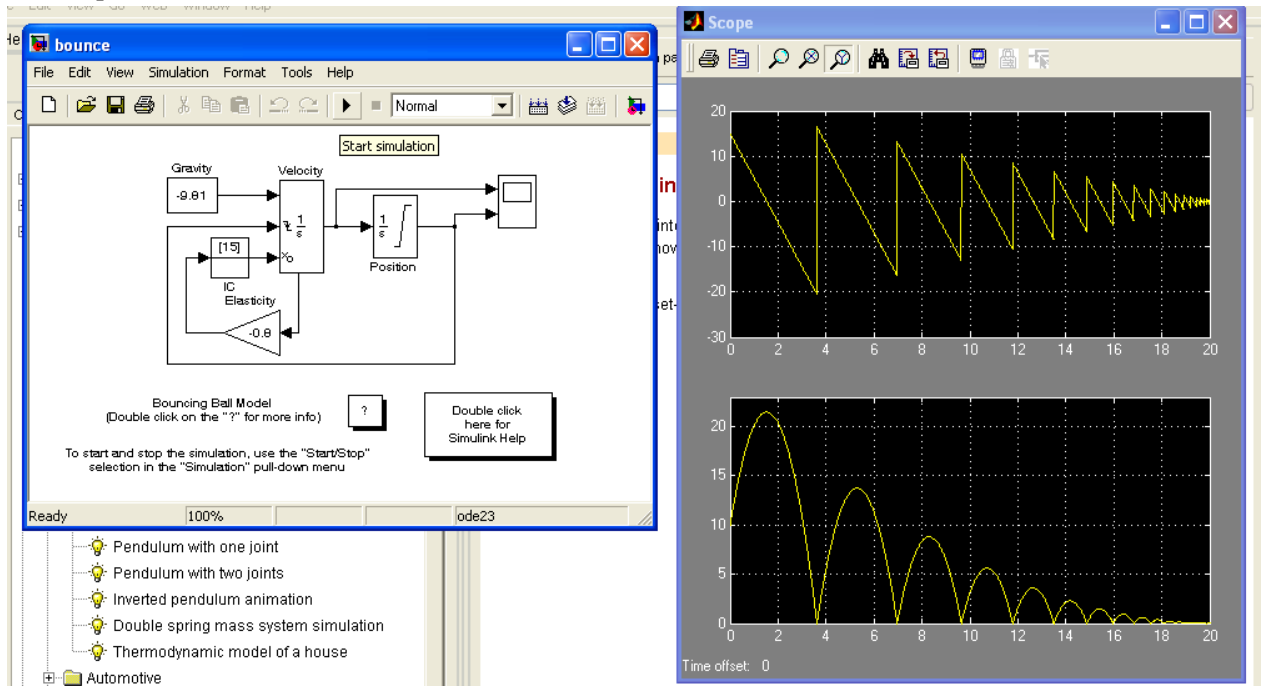 bounce
File Edit View Simulation Format Tools Help
Normal
Start simulation
Gravity
-9.81
Velocity
1
s
x0
1
s
Position
[15]
IC
Elasticity
-0.8
Bouncing Ball Model
(Double click on the "?" for more info)
?
Double click
here for
Simulink Help
To start and stop the simulation, use the "Start/Stop"
selection in the "Simulation" pull-down menu
Ready 100% ode23
Pendulum with one joint
Pendulum with two joints
Inverted pendulum animation
Double spring mass system simulation
Thermodynamic model of a house
Automotive
Scope
20
10
0
-10
-20
-30
0 2 4 6 8 10 12 14 16 18 20
20
15
10
5
0 2 4 6 8 10 12 14 16 18 20
Time offset: 0